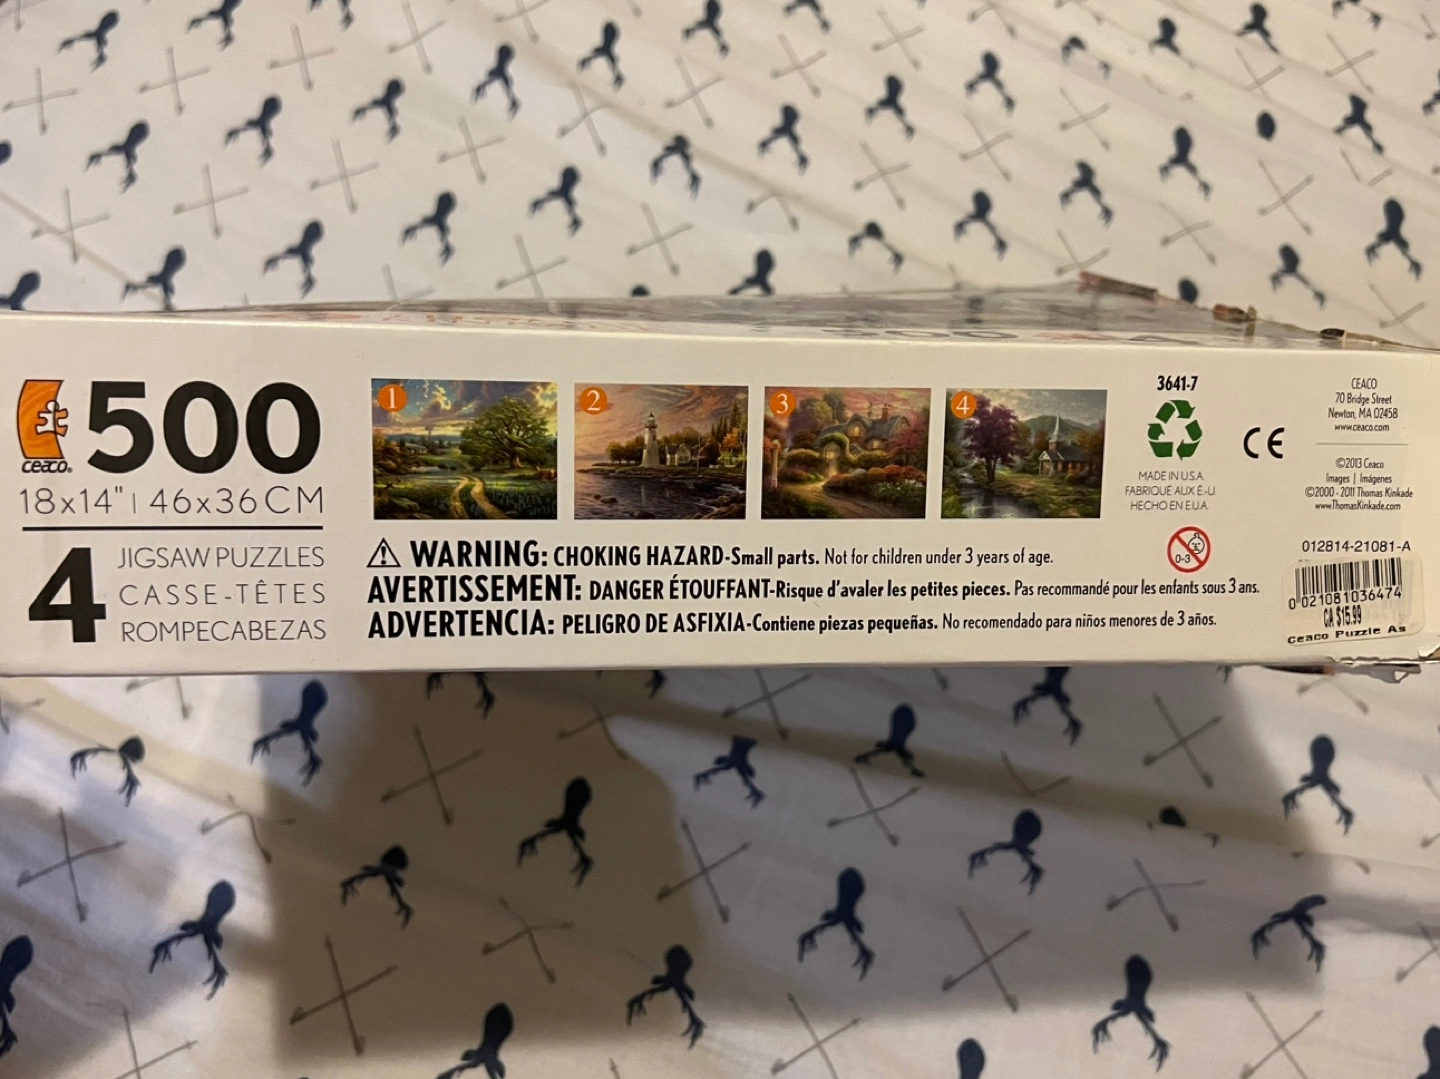 ceaco.
500
18x14" | 46x36CM
4
JIGSAW PUZZLES
CASSE-TÊTES
ROMPECABEZAS
1
2
3
4
WARNING: CHOKING HAZARD-Small parts. Not for children under 3 years of age.
AVERTISSEMENT: DANGER ÉTOUFFANT-Risque d'avaler les petites pieces. Pas recommandé pour les enfants sous 3 ans.
ADVERTENCIA: PELIGRO DE ASFIXIA-Contiene piezas pequeñas. No recomendado para niños menores de 3 años.
3641-7
MADE IN U.S.A.
FABRIQUÉ AUX É.-U.
HECHO EN E.U.A.
0-3
CE
CEACO
70 Bridge Street
Newton, MA 02458
www.ceaco.com
©2013 Ceaco
Images | Imágenes
©2000 - 2011 Thomas Kinkade
www.ThomasKinkade.com
012814-21081-A
0 021081036474
CA $15.99
Ceaco Puzzle As